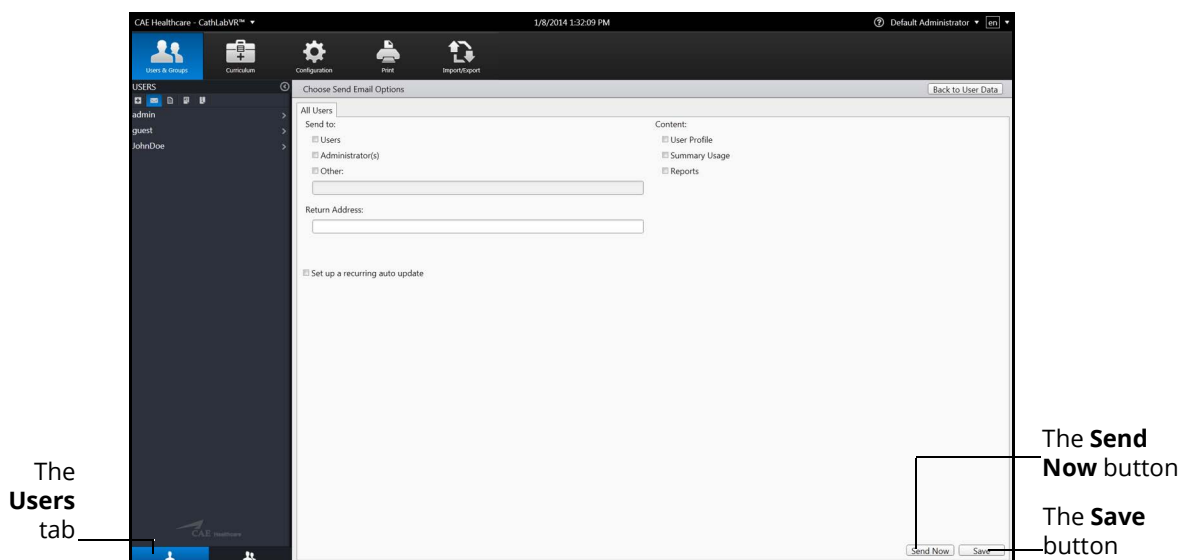 CAE Healthcare - CathLabVR™
1/8/2014 1:32:09 PM
Default Administrator
en
Users & Groups
Curriculum
Configuration
Print
Import/Export
USERS
Choose Send Email Options
Back to User Data
admin
guest
JohnDoe
All Users
Send to:
Users
Administrator(s)
Other:
Return Address:
Set up a recurring auto update
Content:
User Profile
Summary Usage
Reports
CAE Healthcare
Send Now
Save
The
Users
tab
The Send
Now button
The Save
button